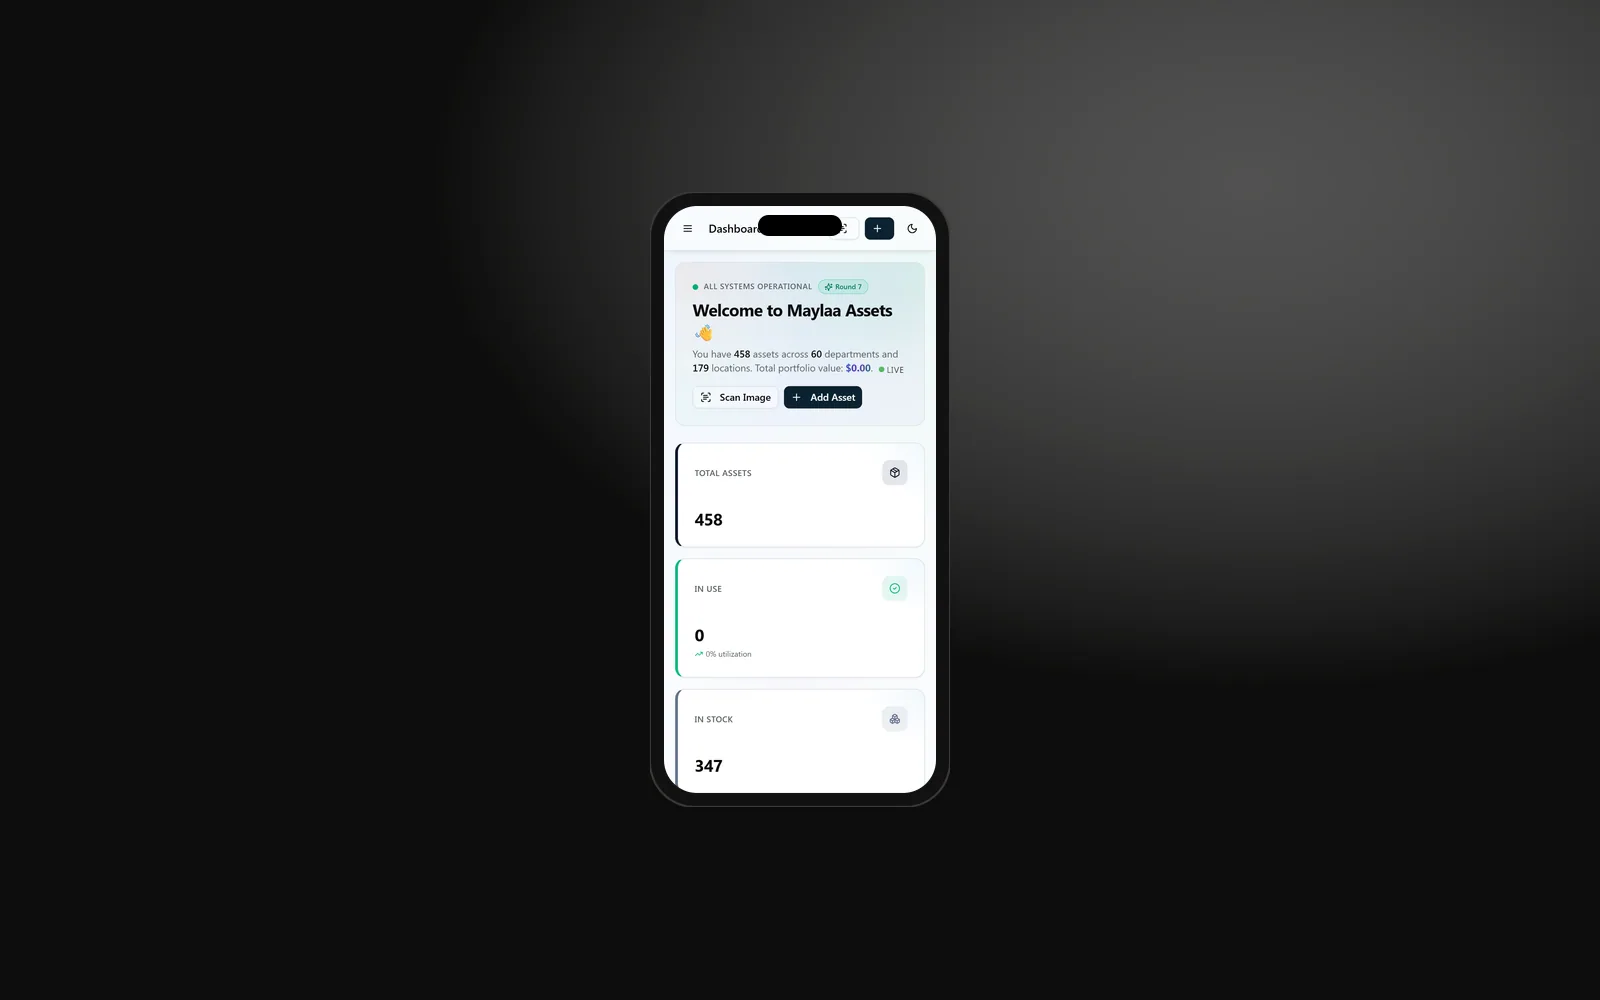 Dashboar
ALL SYSTEMS OPERATIONAL Round 7
Welcome to Maylaa Assets
👋
You have 458 assets across 60 departments and
179 locations. Total portfolio value: $0.00. LIVE
Scan Image + Add Asset
TOTAL ASSETS
458
IN USE
0
0% utilization
IN STOCK
347